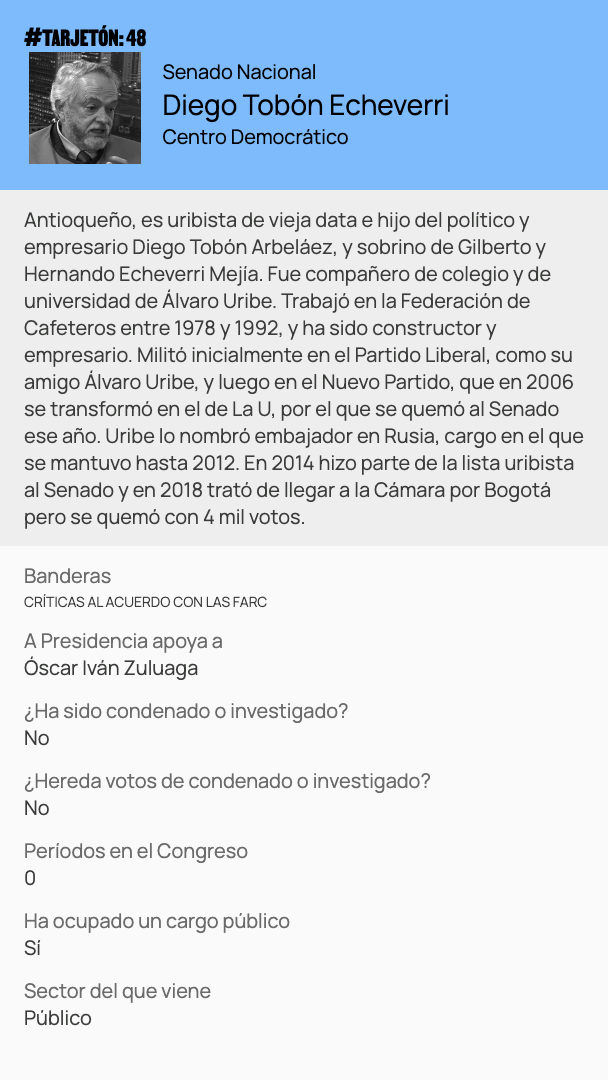 #TARJETÓN: 48
Senado Nacional
Diego Tobón Echeverri
Centro Democrático
Antioqueño, es uribista de vieja data e hijo del político y
empresario Diego Tobón Arbeláez, y sobrino de Gilberto y
Hernando Echeverri Mejía. Fue compañero de colegio y de
universidad de Álvaro Uribe. Trabajó en la Federación de
Cafeteros entre 1978 y 1992, y ha sido constructor y
empresario. Militó inicialmente en el Partido Liberal, como su
amigo Álvaro Uribe, y luego en el Nuevo Partido, que en 2006
se transformó en el de La U, por el que se quemó al Senado
ese año. Uribe lo nombró embajador en Rusia, cargo en el que
se mantuvo hasta 2012. En 2014 hizo parte de la lista uribista
al Senado y en 2018 trató de llegar a la Cámara por Bogotá
pero se quemó con 4 mil votos.
Banderas
CRÍTICAS AL ACUERDO CON LAS FARC
A Presidencia apoya a
Óscar Iván Zuluaga
¿Ha sido condenado o investigado?
No
¿Hereda votos de condenado o investigado?
No
Períodos en el Congreso
0
Ha ocupado un cargo público
Sí
Sector del que viene
Público